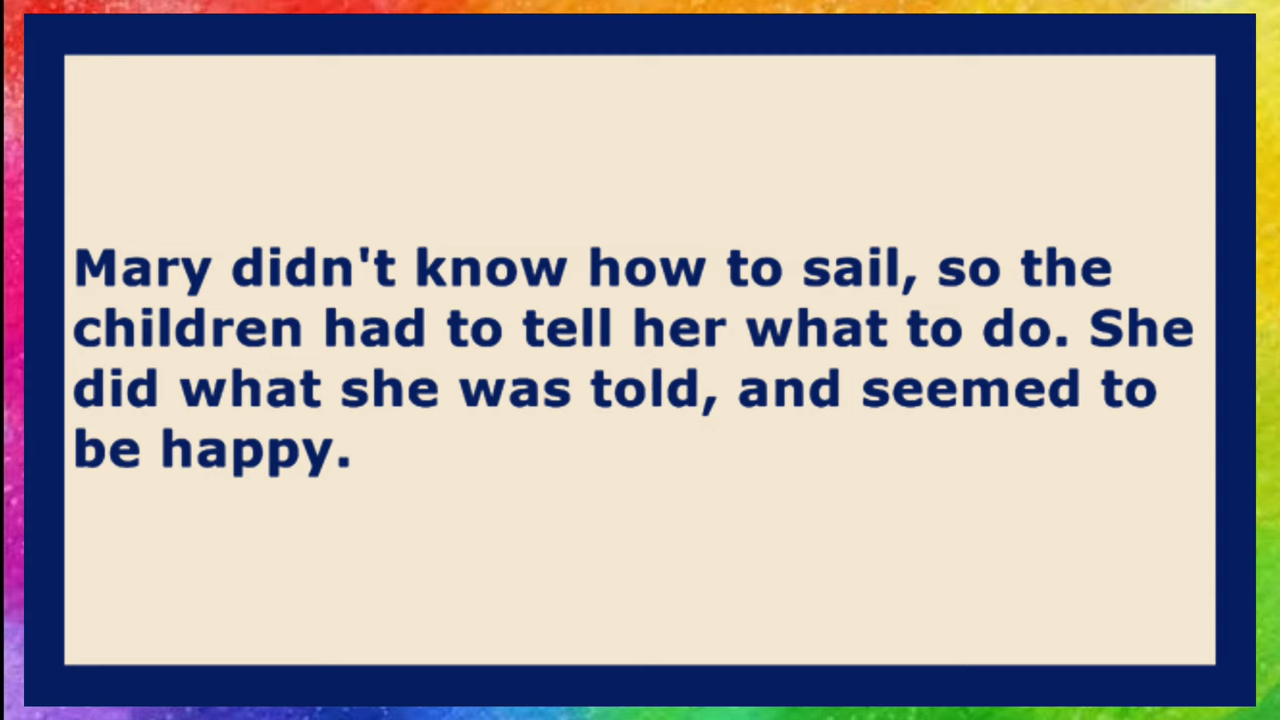 Mary didn't know how to sail, so the
children had to tell her what to do. She
did what she was told, and seemed to
be happy.